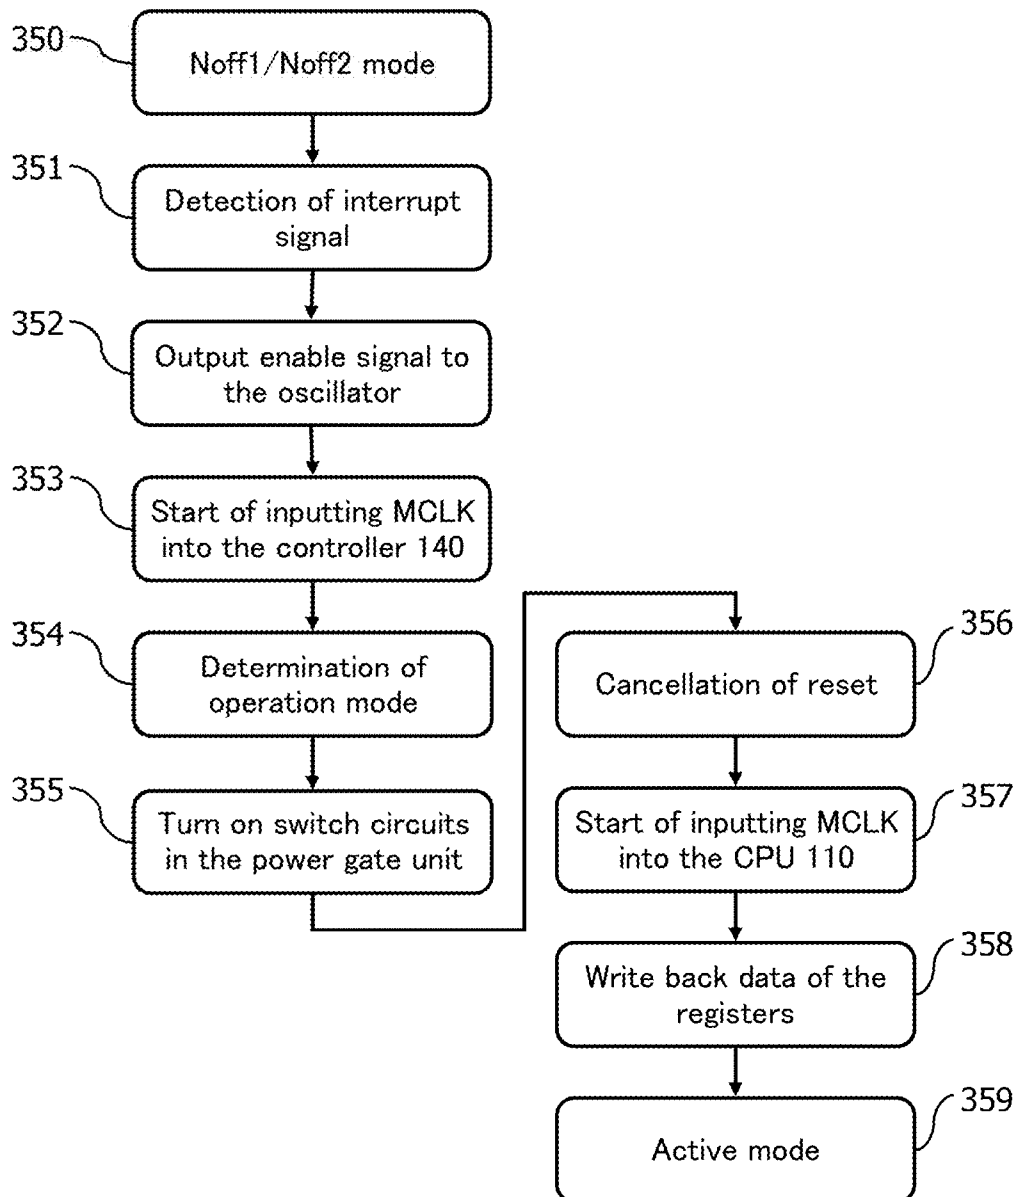 350
Noff1/Noff2 mode
351
Detection of interrupt
signal
352
Output enable signal to
the oscillator
353
Start of inputting MCLK
into the controller 140
354
Determination of
operation mode
355
Turn on switch circuits
in the power gate unit
356
Cancellation of reset
357
Start of inputting MCLK
into the CPU 110
358
Write back data of the
registers
359
Active mode